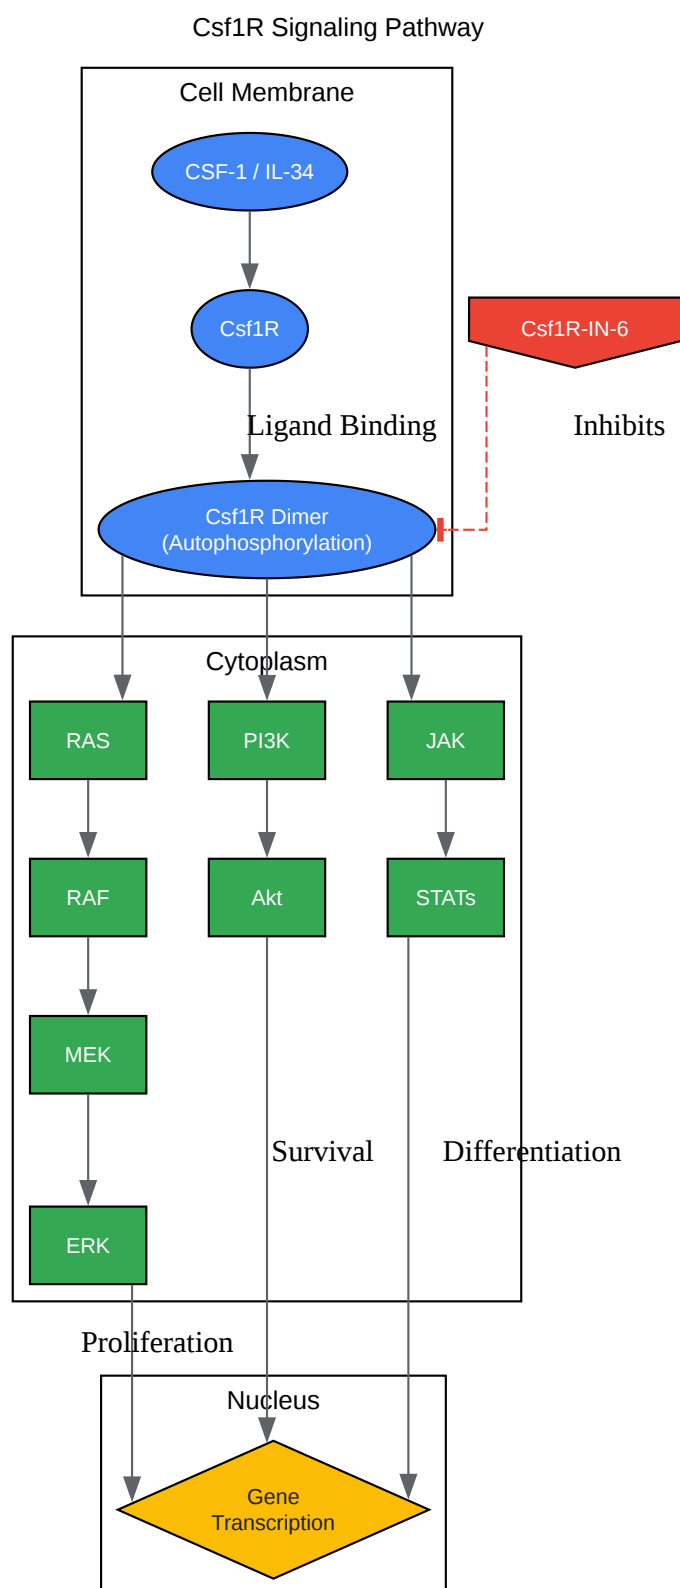 Csf1R Signaling Pathway
Cell Membrane
CSF-1 / IL-34
Csf1R
Csf1R-IN-6
Ligand Binding
Inhibits
Csf1R Dimer
(Autophosphorylation)
Cytoplasm
RAS
PI3K
JAK
RAF
Akt
STATs
MEK
Survival
Differentiation
ERK
Proliferation
Nucleus
Gene
Transcription